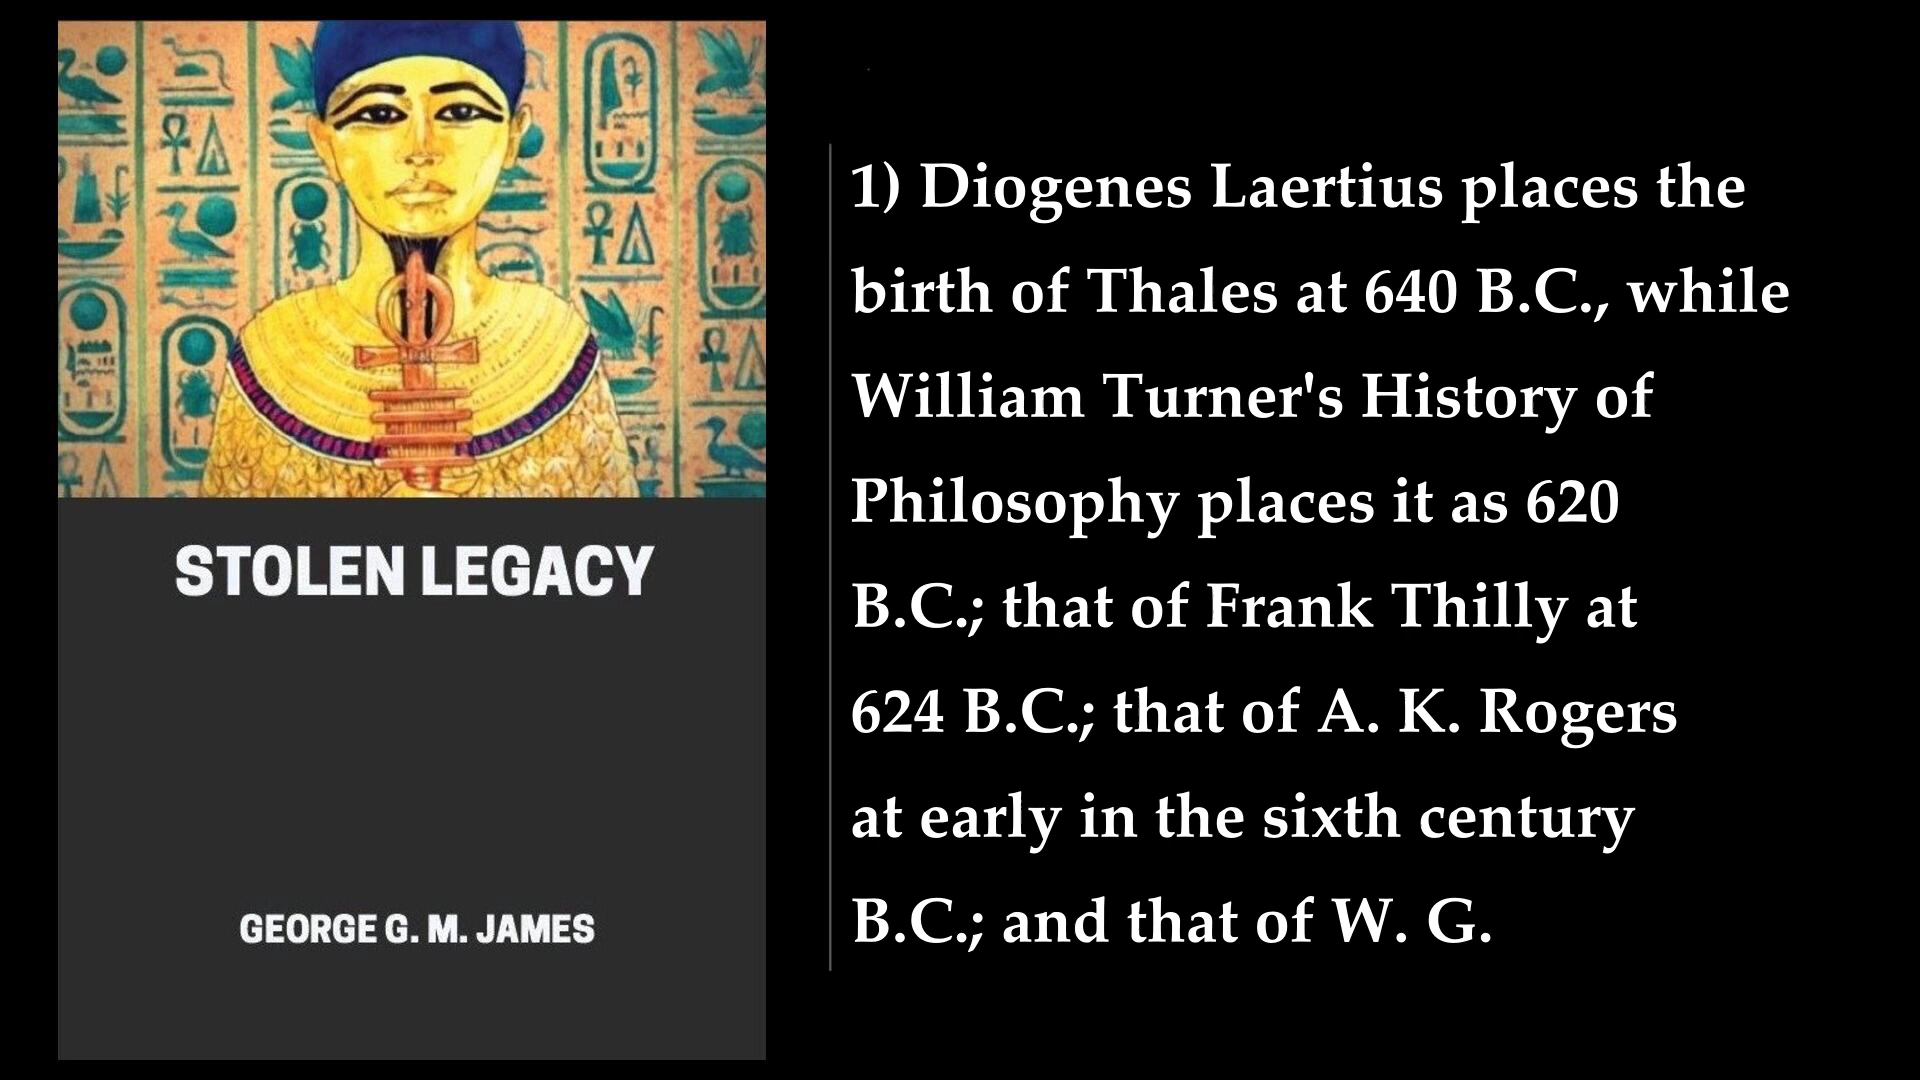 STOLEN LEGACY
GEORGE G. M. JAMES
1) Diogenes Laertius places the
birth of Thales at 640 B.C., while
William Turner's History of
Philosophy places it as 620
B.C.; that of Frank Thilly at
624 B.C.; that of A. K. Rogers
at early in the sixth century
B.C.; and that of W. G.